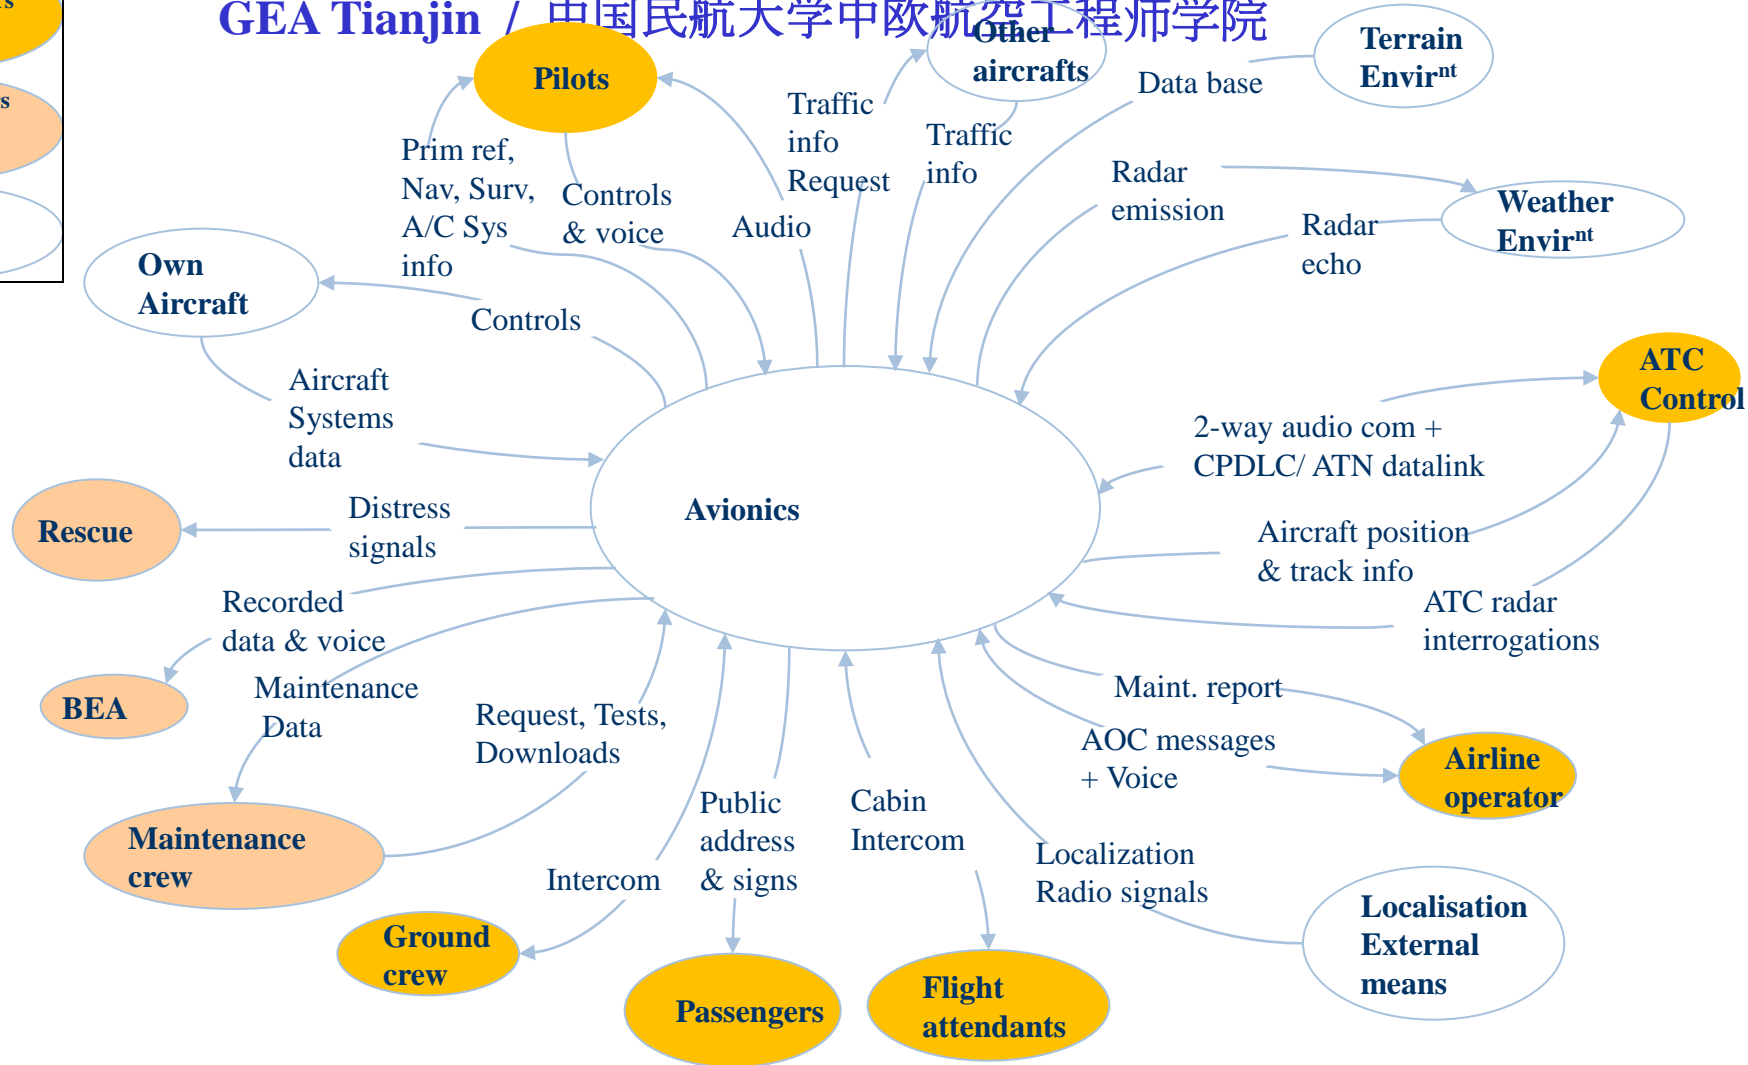 GEA Tianjin / 中国民航大学中欧航空工程师学院
Pilots
Other
aircrafts
Terrain
Envirnt
Data base
Traffic
info
Request
Traffic
info
Prim ref,
Nav, Surv,
A/C Sys
info
Controls
& voice
Audio
Radar
emission
Weather
Envirnt
Radar
echo
Own
Aircraft
Controls
ATC
Control
Aircraft
Systems
data
2-way audio com +
CPDLC/ ATN datalink
Avionics
Rescue
Distress
signals
Aircraft position
& track info
Recorded
data & voice
ATC radar
interrogations
BEA
Maintenance
Data
Maint. report
Request, Tests,
Downloads
AOC messages
+ Voice
Airline
operator
Maintenance
crew
Public
address
& signs
Cabin
Intercom
Intercom
Localization
Radio signals
Ground
crew
Localisation
External
means
Passengers
Flight
attendants